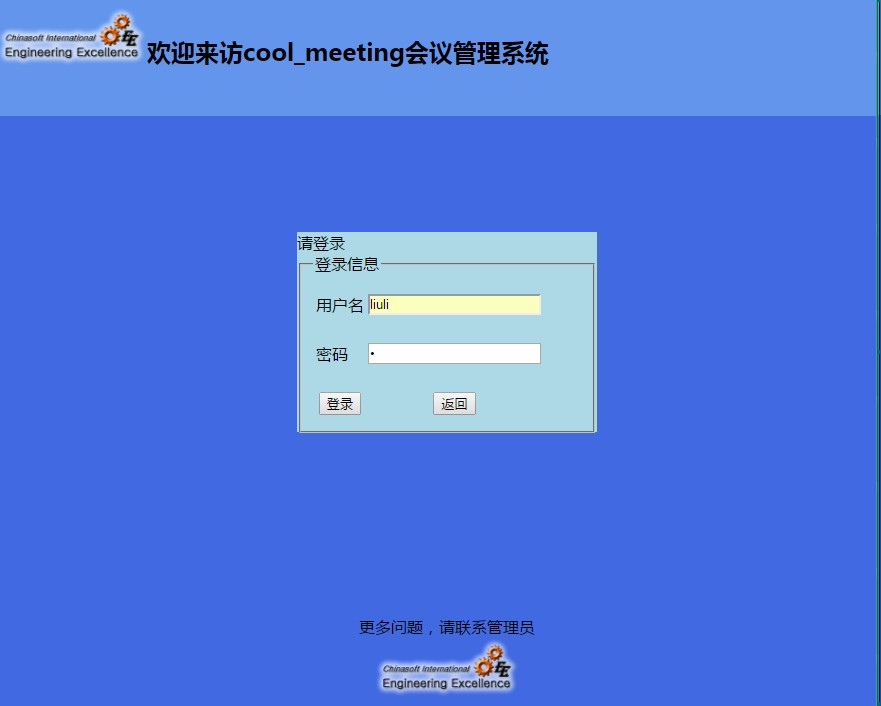 Chinasoft International
Engineering Excellence
欢迎来访cool_meeting会议管理系统
请登录
登录信息
用户名 liuli
密码 •
登录 返回
更多问题，请联系管理员
Chinasoft International
Engineering Excellence